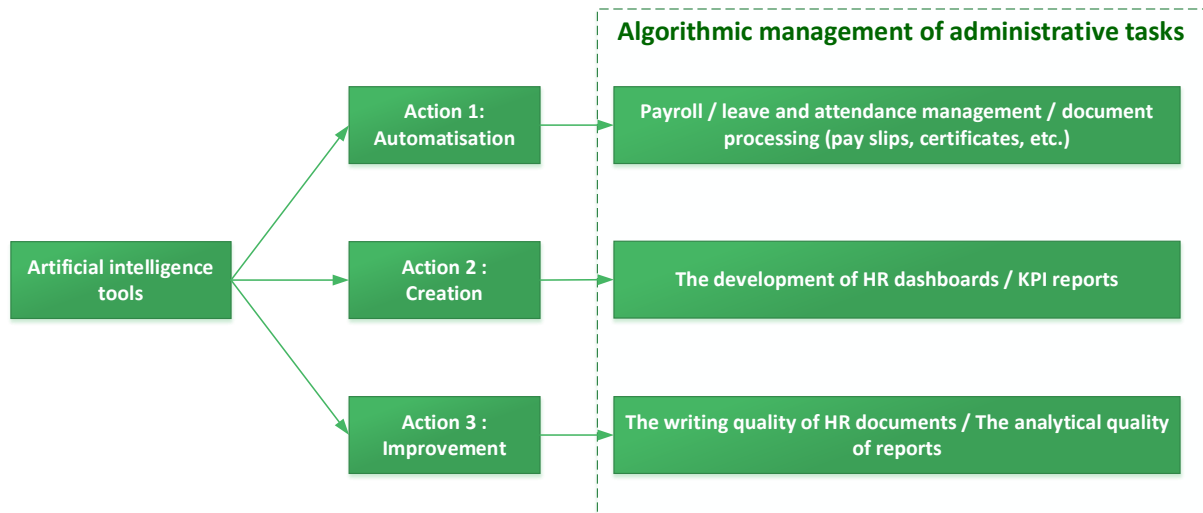 Algorithmic management of administrative tasks
Action 1:
Automatisation
Payroll / leave and attendance management / document
processing (pay slips, certificates, etc.)
Artificial intelligence
tools
Action 2 :
Creation
The development of HR dashboards / KPI reports
Action 3 :
Improvement
The writing quality of HR documents / The analytical quality
of reports